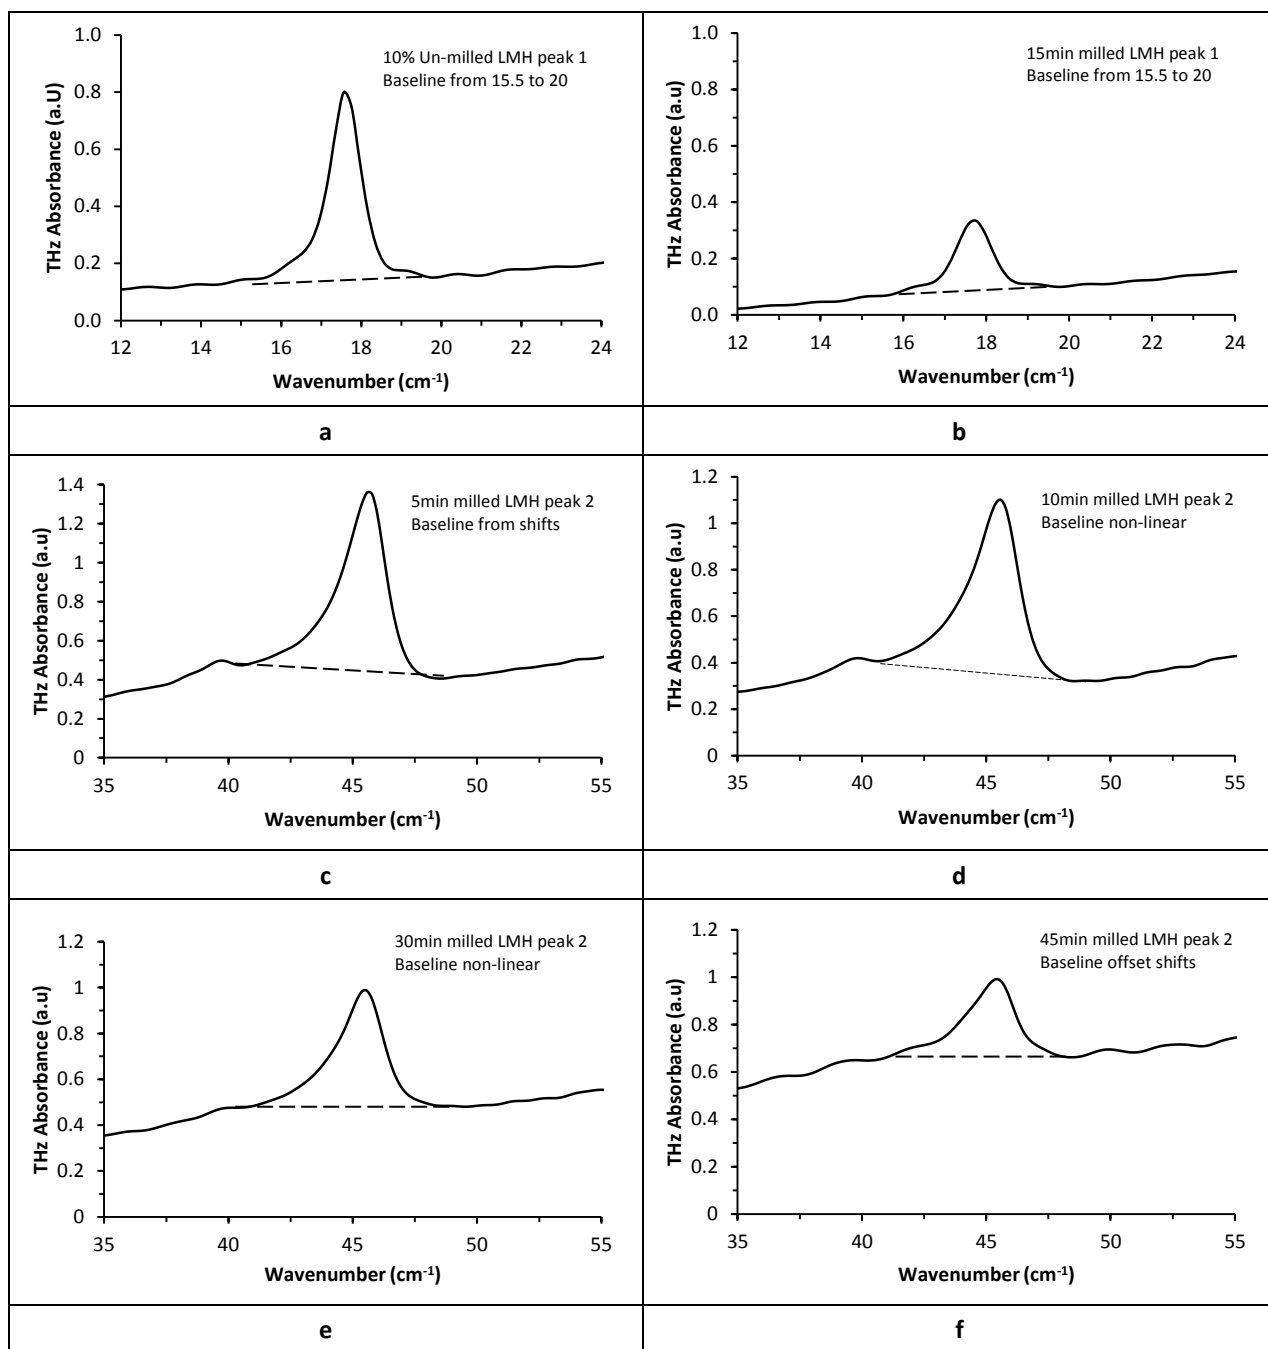 1.0
0.8
0.6
0.4
0.2
0.0
THz Absorbance (a.U)
10% Un-milled LMH peak 1
Baseline from 15.5 to 20
12 14 16 18 20 22 24
Wavenumber (cm-1)
a
1.0
0.8
0.6
0.4
0.2
0.0
THz Absorbance (a.u)
15min milled LMH peak 1
Baseline from 15.5 to 20
12 14 16 18 20 22 24
Wavenumber (cm-1)
b
1.4
1.2
1
0.8
0.6
0.4
0.2
0
THz Absorbance (a.u)
5min milled LMH peak 2
Baseline from shifts
35 40 45 50 55
Wavenumber (cm-1)
c
1.2
1.0
0.8
0.6
0.4
0.2
0
THz Absorbance (a.u)
10min milled LMH peak 2
Baseline non-linear
35 40 45 50 55
Wavenumber (cm-1)
d
1.2
1
0.8
0.6
0.4
0.2
0
THz Absorbance (a.u)
30min milled LMH peak 2
Baseline non-linear
35 40 45 50 55
Wavenumber (cm-1)
e
1.2
1
0.8
0.6
0.4
0.2
0
THz Absorbance (a.u)
45min milled LMH peak 2
Baseline offset shifts
35 40 45 50 55
Wavenumber (cm-1)
f